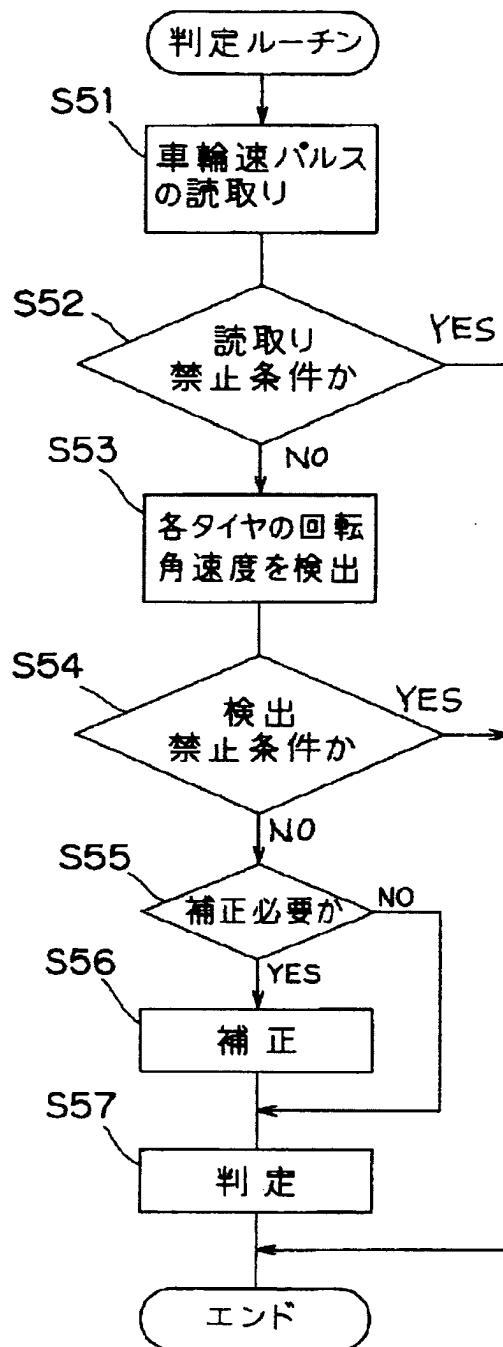 判定ルーチン
S51
車輪速パルス
の読取り
S52
読取り
禁止条件か
YES
NO
S53
各タイヤの回転
角速度を検出
S54
検出
禁止条件か
YES
NO
S55
補正必要か
NO
YES
S56
補正
S57
判定
エンド